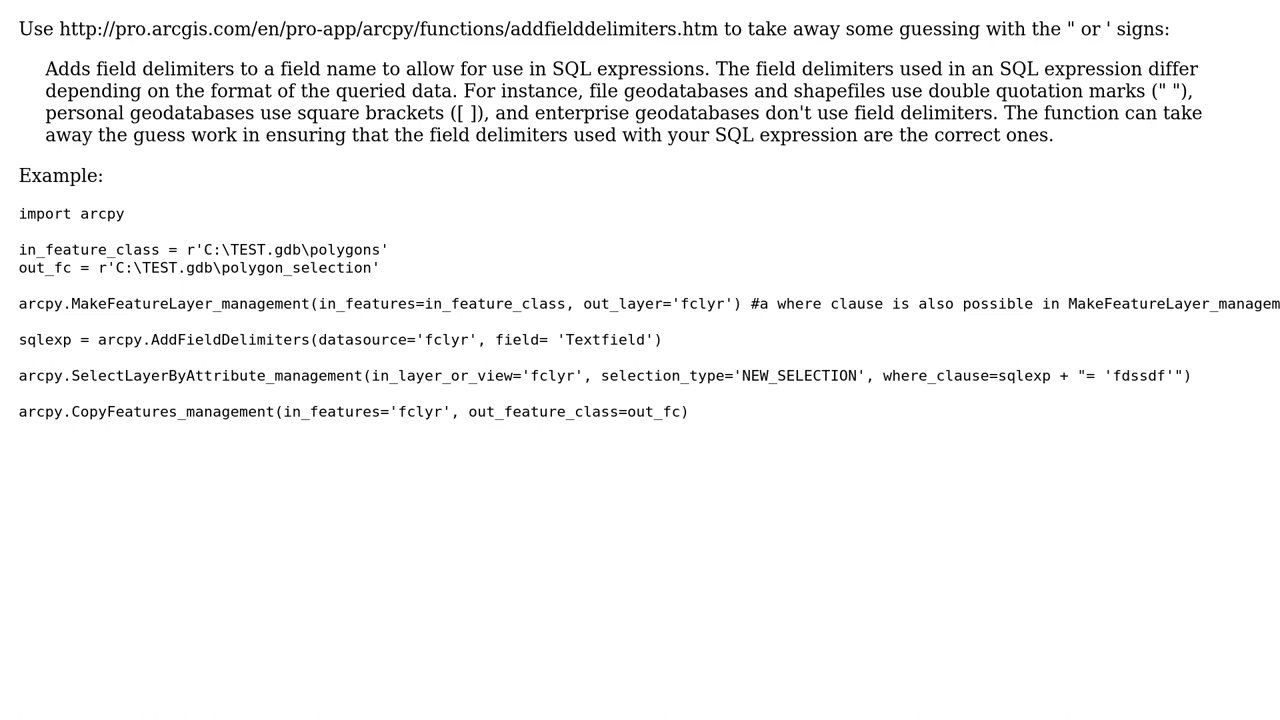 Use http://pro.arcgis.com/en/pro-app/arcpy/functions/addfielddelimiters.htm to take away some guessing with the " or ' signs:
Adds field delimiters to a field name to allow for use in SQL expressions. The field delimiters used in an SQL expression differ
depending on the format of the queried data. For instance, file geodatabases and shapefiles use double quotation marks (" "),
personal geodatabases use square brackets ([ ]), and enterprise geodatabases don't use field delimiters. The function can take
away the guess work in ensuring that the field delimiters used with your SQL expression are the correct ones.
Example:
import arcpy
in_feature_class = r'C:\TEST.gdb\polygons'
out_fc = r'C:\TEST.gdb\polygon_selection'
arcpy.MakeFeatureLayer_management(in_features=in_feature_class, out_layer='fclyr') #a where clause is also possible in MakeFeatureLayer_managem
sqlexp = arcpy.AddFieldDelimiters(datasource='fclyr', field= 'Textfield')
arcpy.SelectLayerByAttribute_management(in_layer_or_view='fclyr', selection_type='NEW_SELECTION', where_clause=sqlexp + "= 'fdssdf'")
arcpy.CopyFeatures_management(in_features='fclyr', out_feature_class=out_fc)